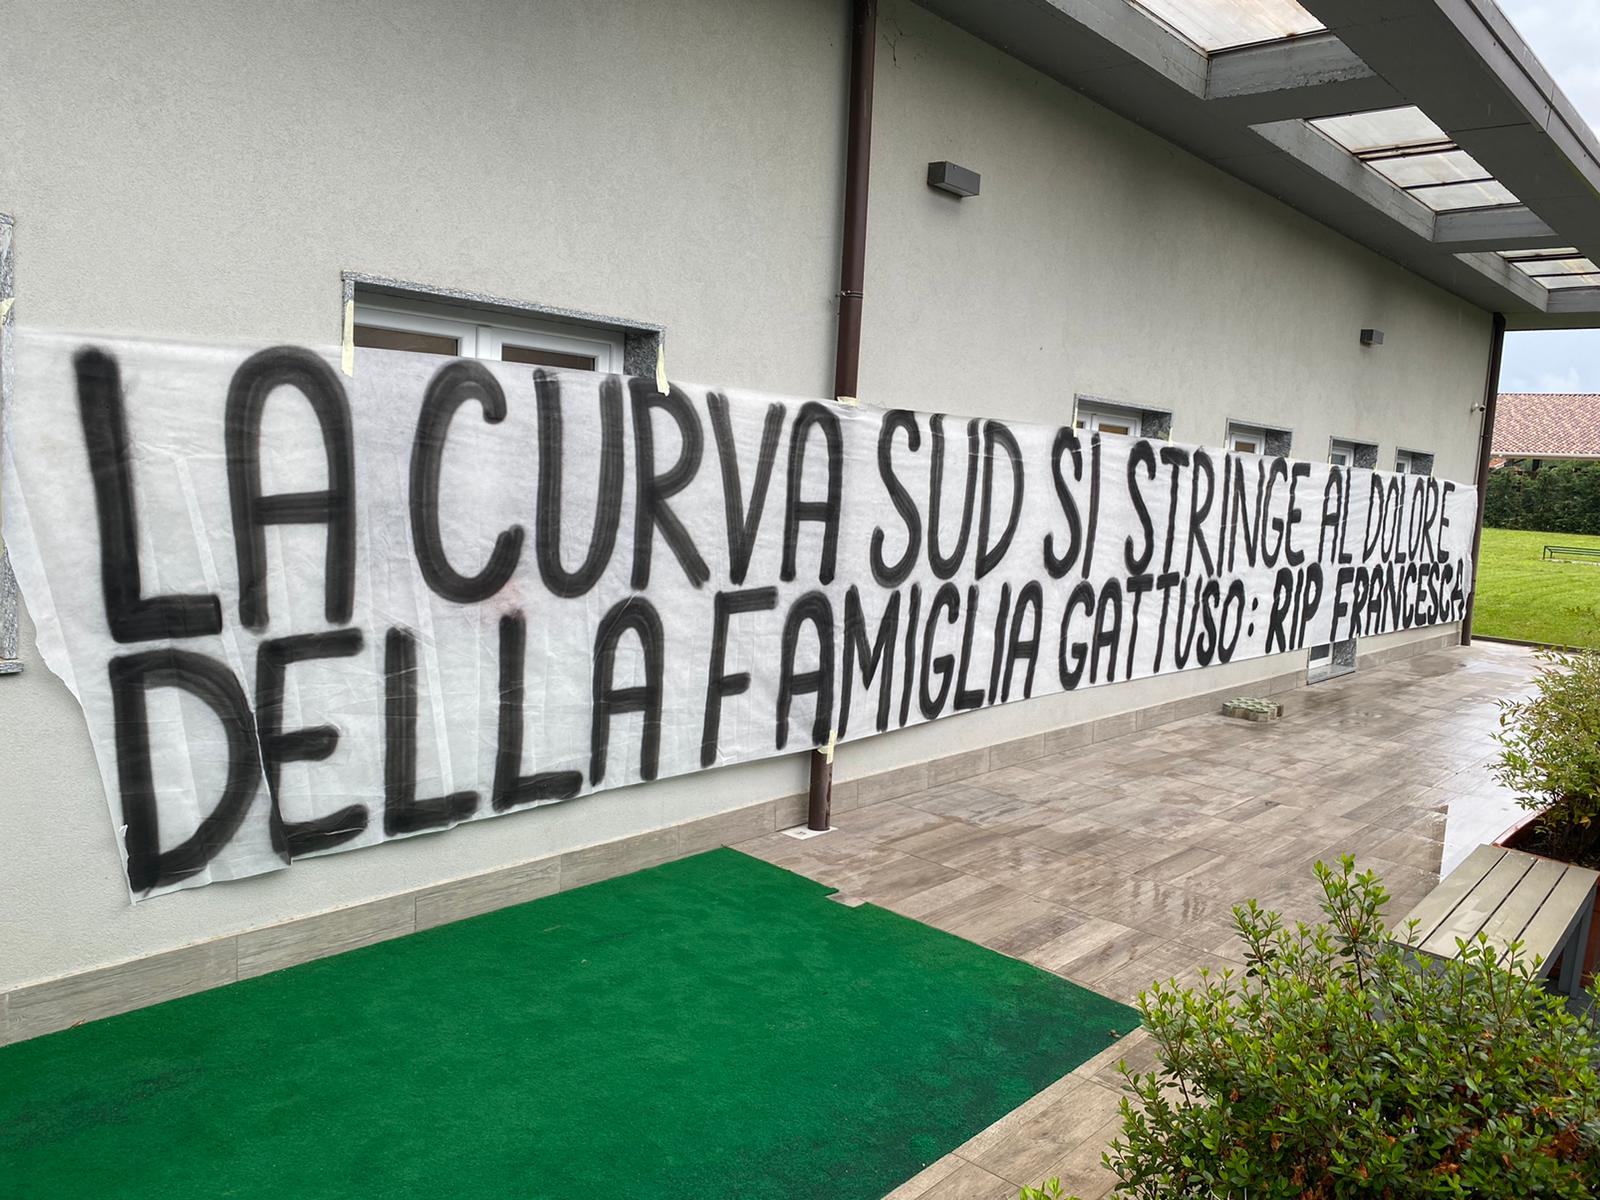 LA CURVA SUD SI STRINGE AL DOLORE
DELLA FAMIGLIA GATTUSO: RIP FRANCESCA